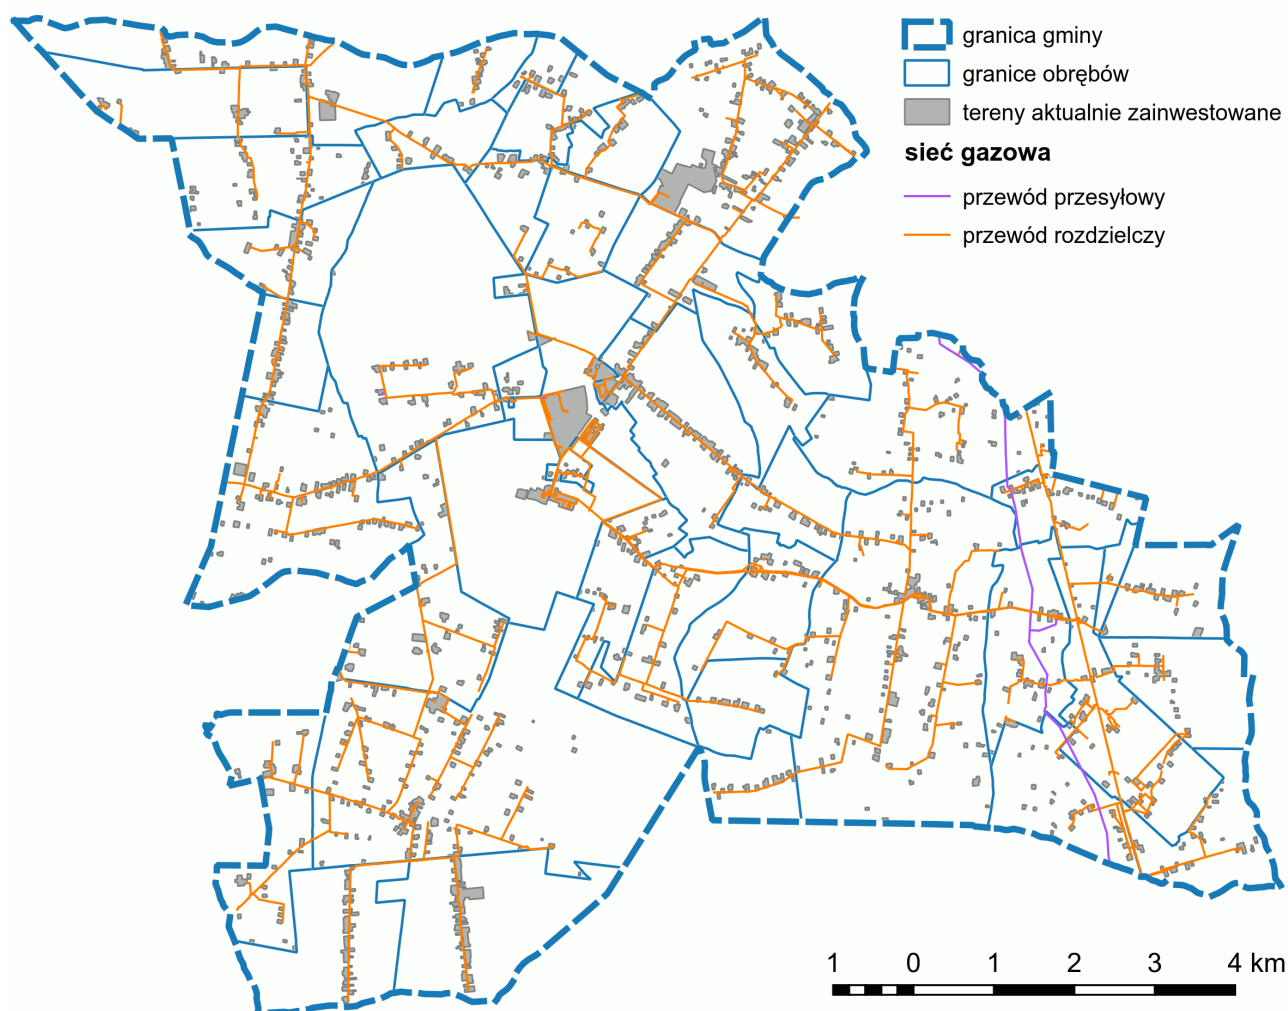 granica gminy
granice obrębów
tereny aktualnie zainwestowane
sieć gazowa
przewód przesyłowy
przewód rozdzielczy
1 0 1 2 3 4 km